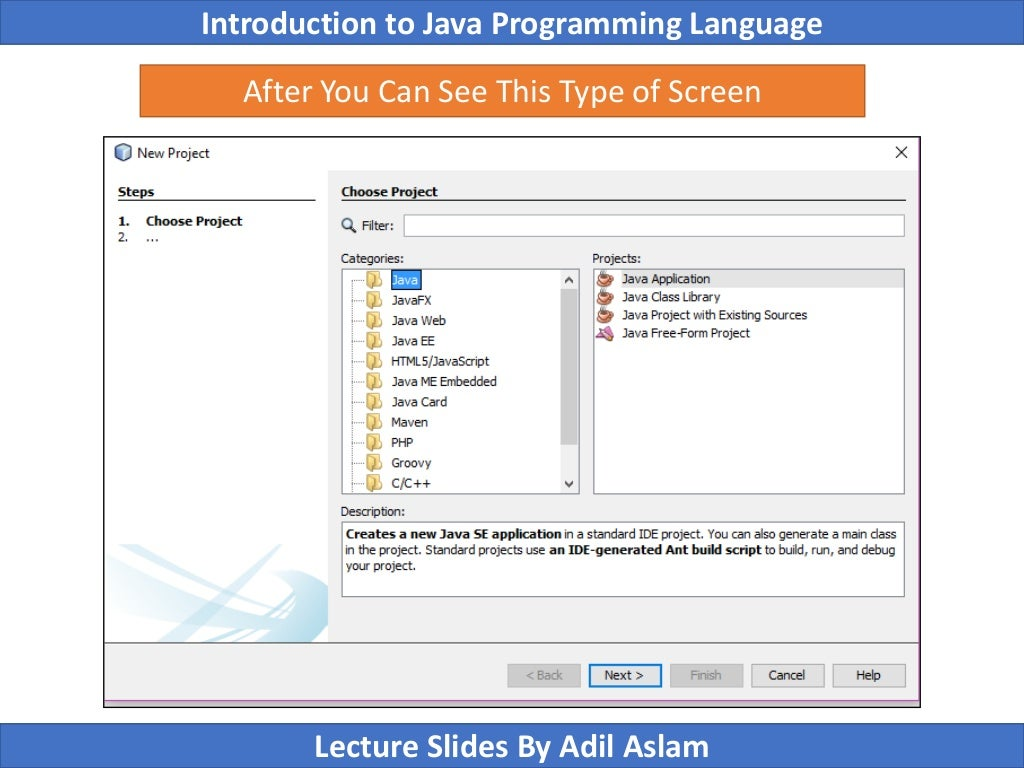 Introduction to Java Programming Language
After You Can See This Type of Screen
New Project
Steps
1. Choose Project
2. ...
Choose Project
Filter:
Categories:
Java
JavaFX
Java Web
Java EE
HTML5/JavaScript
Java ME Embedded
Java Card
Maven
PHP
Groovy
C/C++
Projects:
Java Application
Java Class Library
Java Project with Existing Sources
Java Free-Form Project
Description:
Creates a new Java SE application in a standard IDE project. You can also generate a main class
in the project. Standard projects use an IDE-generated Ant build script to build, run, and debug
your project.
< Back
Next >
Finish
Cancel
Help
Lecture Slides By Adil Aslam